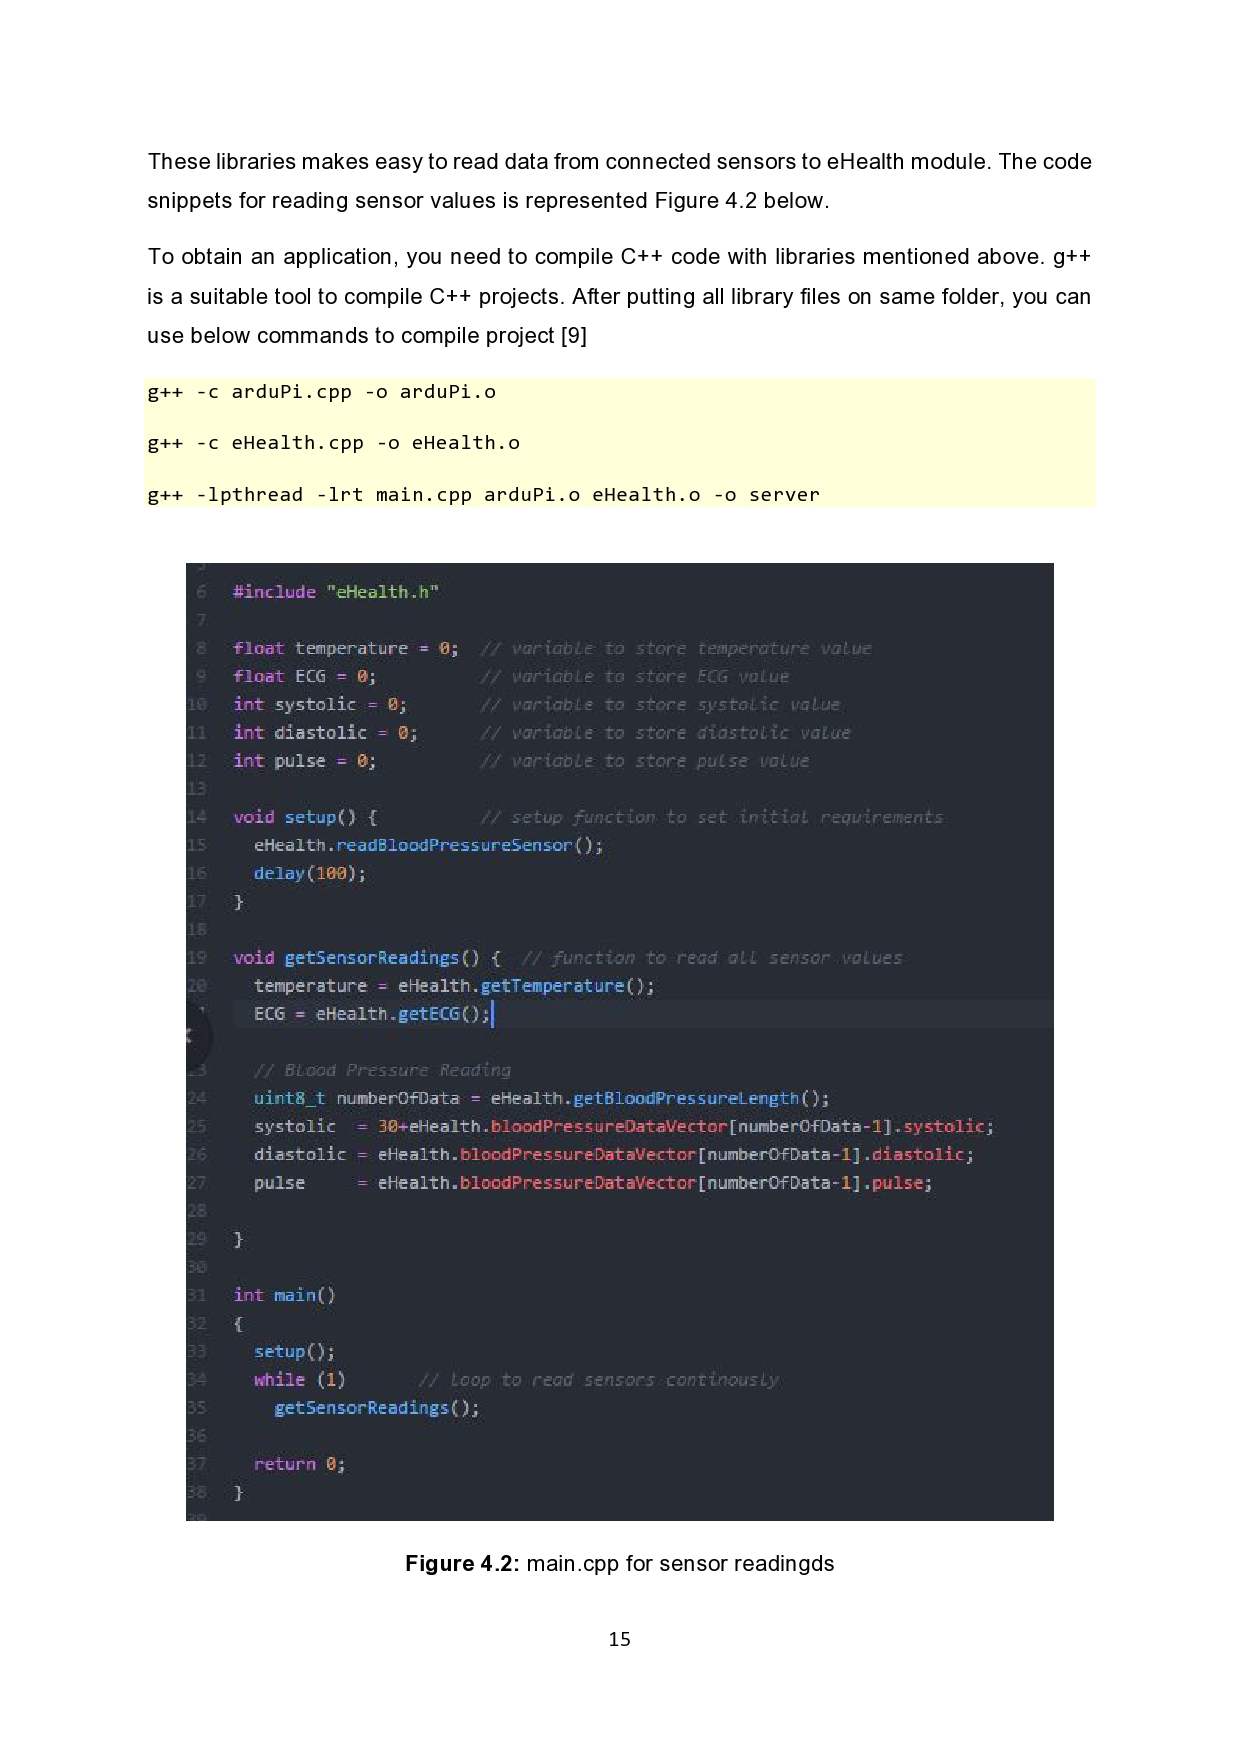 These libraries makes easy to read data from connected sensors to eHealth module. The code
snippets for reading sensor values is represented Figure 4.2 below.
To obtain an application, you need to compile C++ code with libraries mentioned above. g++
is a suitable tool to compile C++ projects. After putting all library files on same folder, you can
use below commands to compile project [9]
g++ -c arduPi.cpp -o arduPi.o
g++ -c eHealth.cpp -o eHealth.o
g++ -lpthread -lrt main.cpp arduPi.o eHealth.o -o server
6 #include "eHealth.h"
7
8 float temperature = 0; // variable to store temperature value
9 float ECG = 0; // variable to store ECG value
10 int systolic = 0; // variable to store systolic value
11 int diastolic = 0; // variable to store diastolic value
12 int pulse = 0; // variable to store pulse value
13
14 void setup() { // setup function to set initial requirements
15 eHealth.readBloodPressureSensor();
16 delay(100);
17 }
18
19 void getSensorReadings() { // function to read all sensor values
20 temperature = eHealth.getTemperature();
ECG = eHealth.getECG();
23 // Blood Pressure Reading
24 uint8_t numberOfData = eHealth.getBloodPressureLength();
25 systolic = 30+eHealth.bloodPressureDataVector[numberOfData-1].systolic;
26 diastolic = eHealth.bloodPressureDataVector[numberOfData-1].diastolic;
27 pulse = eHealth.bloodPressureDataVector[numberOfData-1].pulse;
28
29 }
30
31 int main()
32 {
33 setup();
34 while (1) // loop to read sensors continously
35 getSensorReadings();
36
37 return 0;
38 }
Figure 4.2: main.cpp for sensor readingds
15